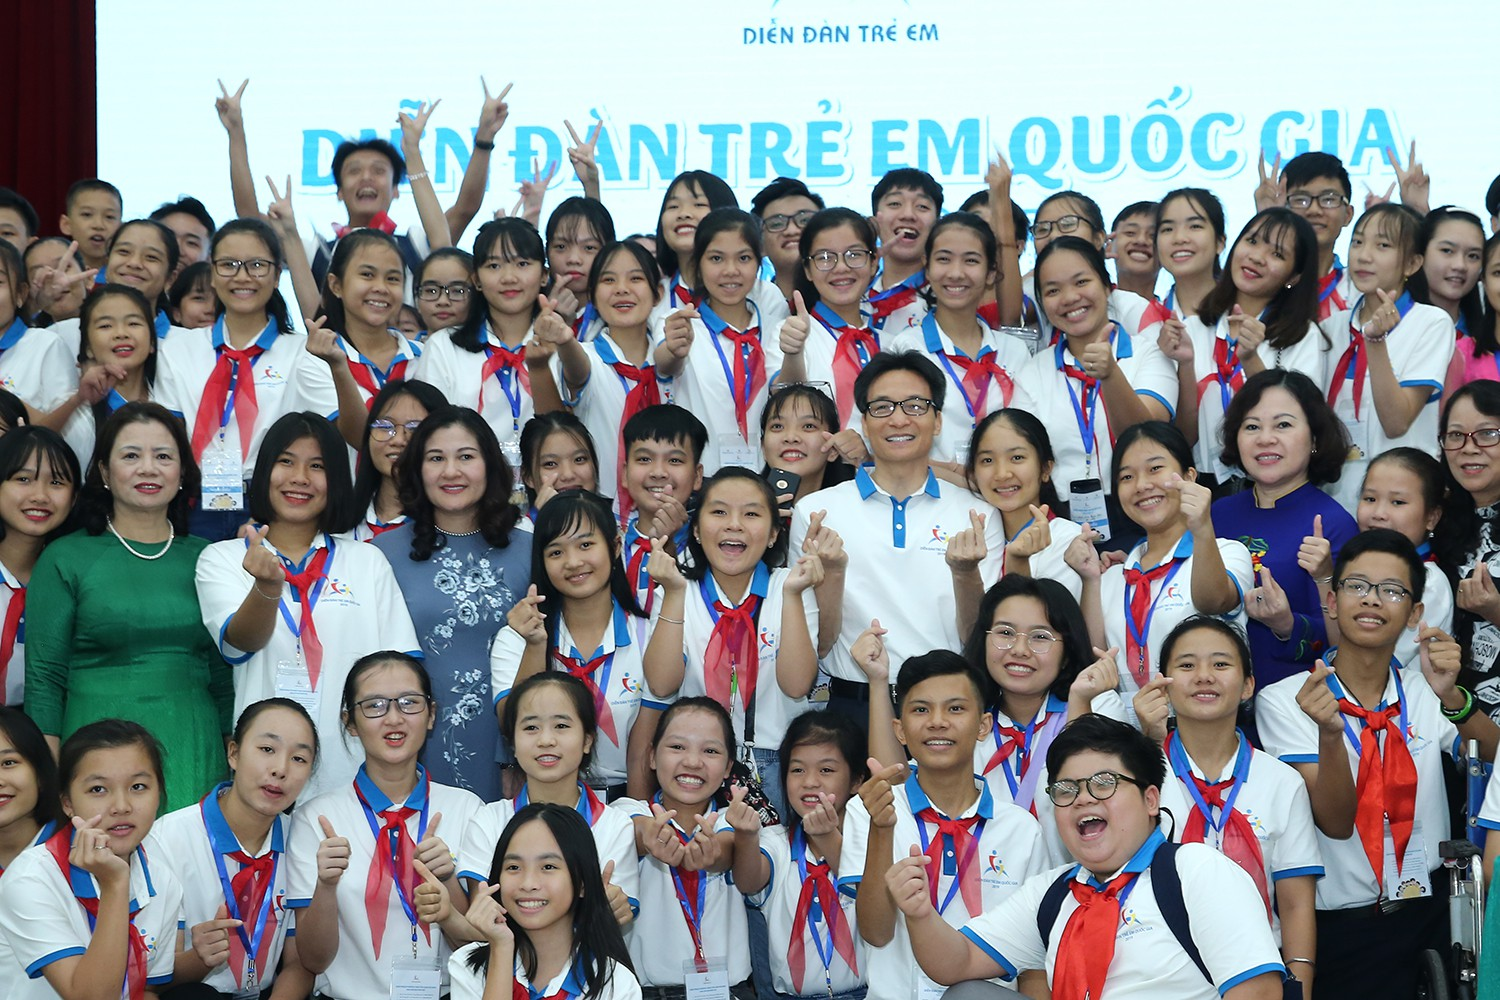 DIỄN ĐÀN TRẺ EM
DIỄN ĐÀN TRẺ EM QUỐC GIA